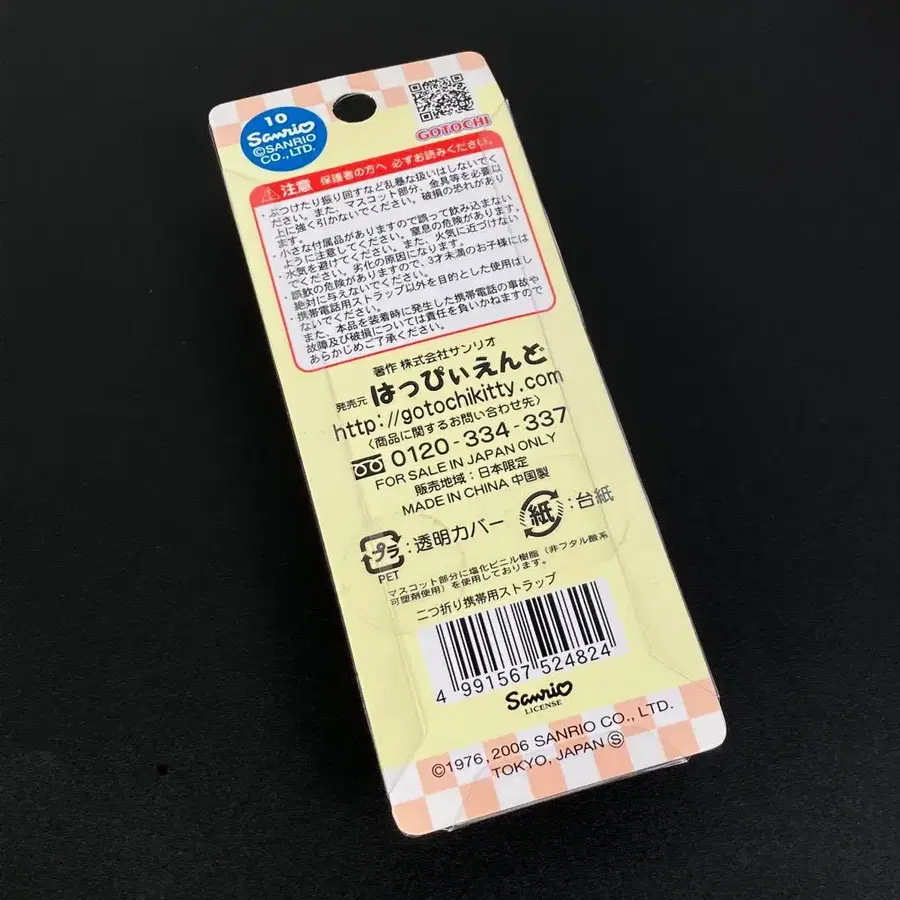 10
Sanrio
©SANRIO
CO.,LTD.
GOTOCHI
注意 保護者の方へ 必ずお読みください。
・ぶつけたり振り回すなど乱暴な扱いはしないでく
ださい。また、マスコット部分、金具等を必要以
上に強く引かないでください。破損の恐れがあり
ます。
・小さな付属品がありますので誤って飲み込まない
ように注意してください。窒息の危険があります。
・水気を避けてください。また、火気に近づけない
でください。劣化の原因になります。
・誤飲の危険がありますので、3才未満のお子様には
絶対に与えないでください。
・携帯電話用ストラップ以外を目的とした使用はし
ないでください。
また、本品を装着時に発生した携帯電話の事故や
故障及び破損については責任を負いかねますので
あらかじめご了承ください。
著作 株式会社サンリオ
発売元 はっぴぃえんど
http://gotochikitty.com
〈商品に関するお問い合わせ先〉
0120-334-337
FOR SALE IN JAPAN ONLY
販売地域:日本限定
MADE IN CHINA 中国製
プラ :透明カバー 紙 :台紙
PET
マスコット部分に塩化ビニル樹脂(非フタル酸系
可塑剤使用)を使用しております。
二つ折り携帯用ストラップ
4 991567 524824
Sanrio
LICENSE
©1976, 2006 SANRIO CO., LTD.
TOKYO, JAPAN Ⓢ